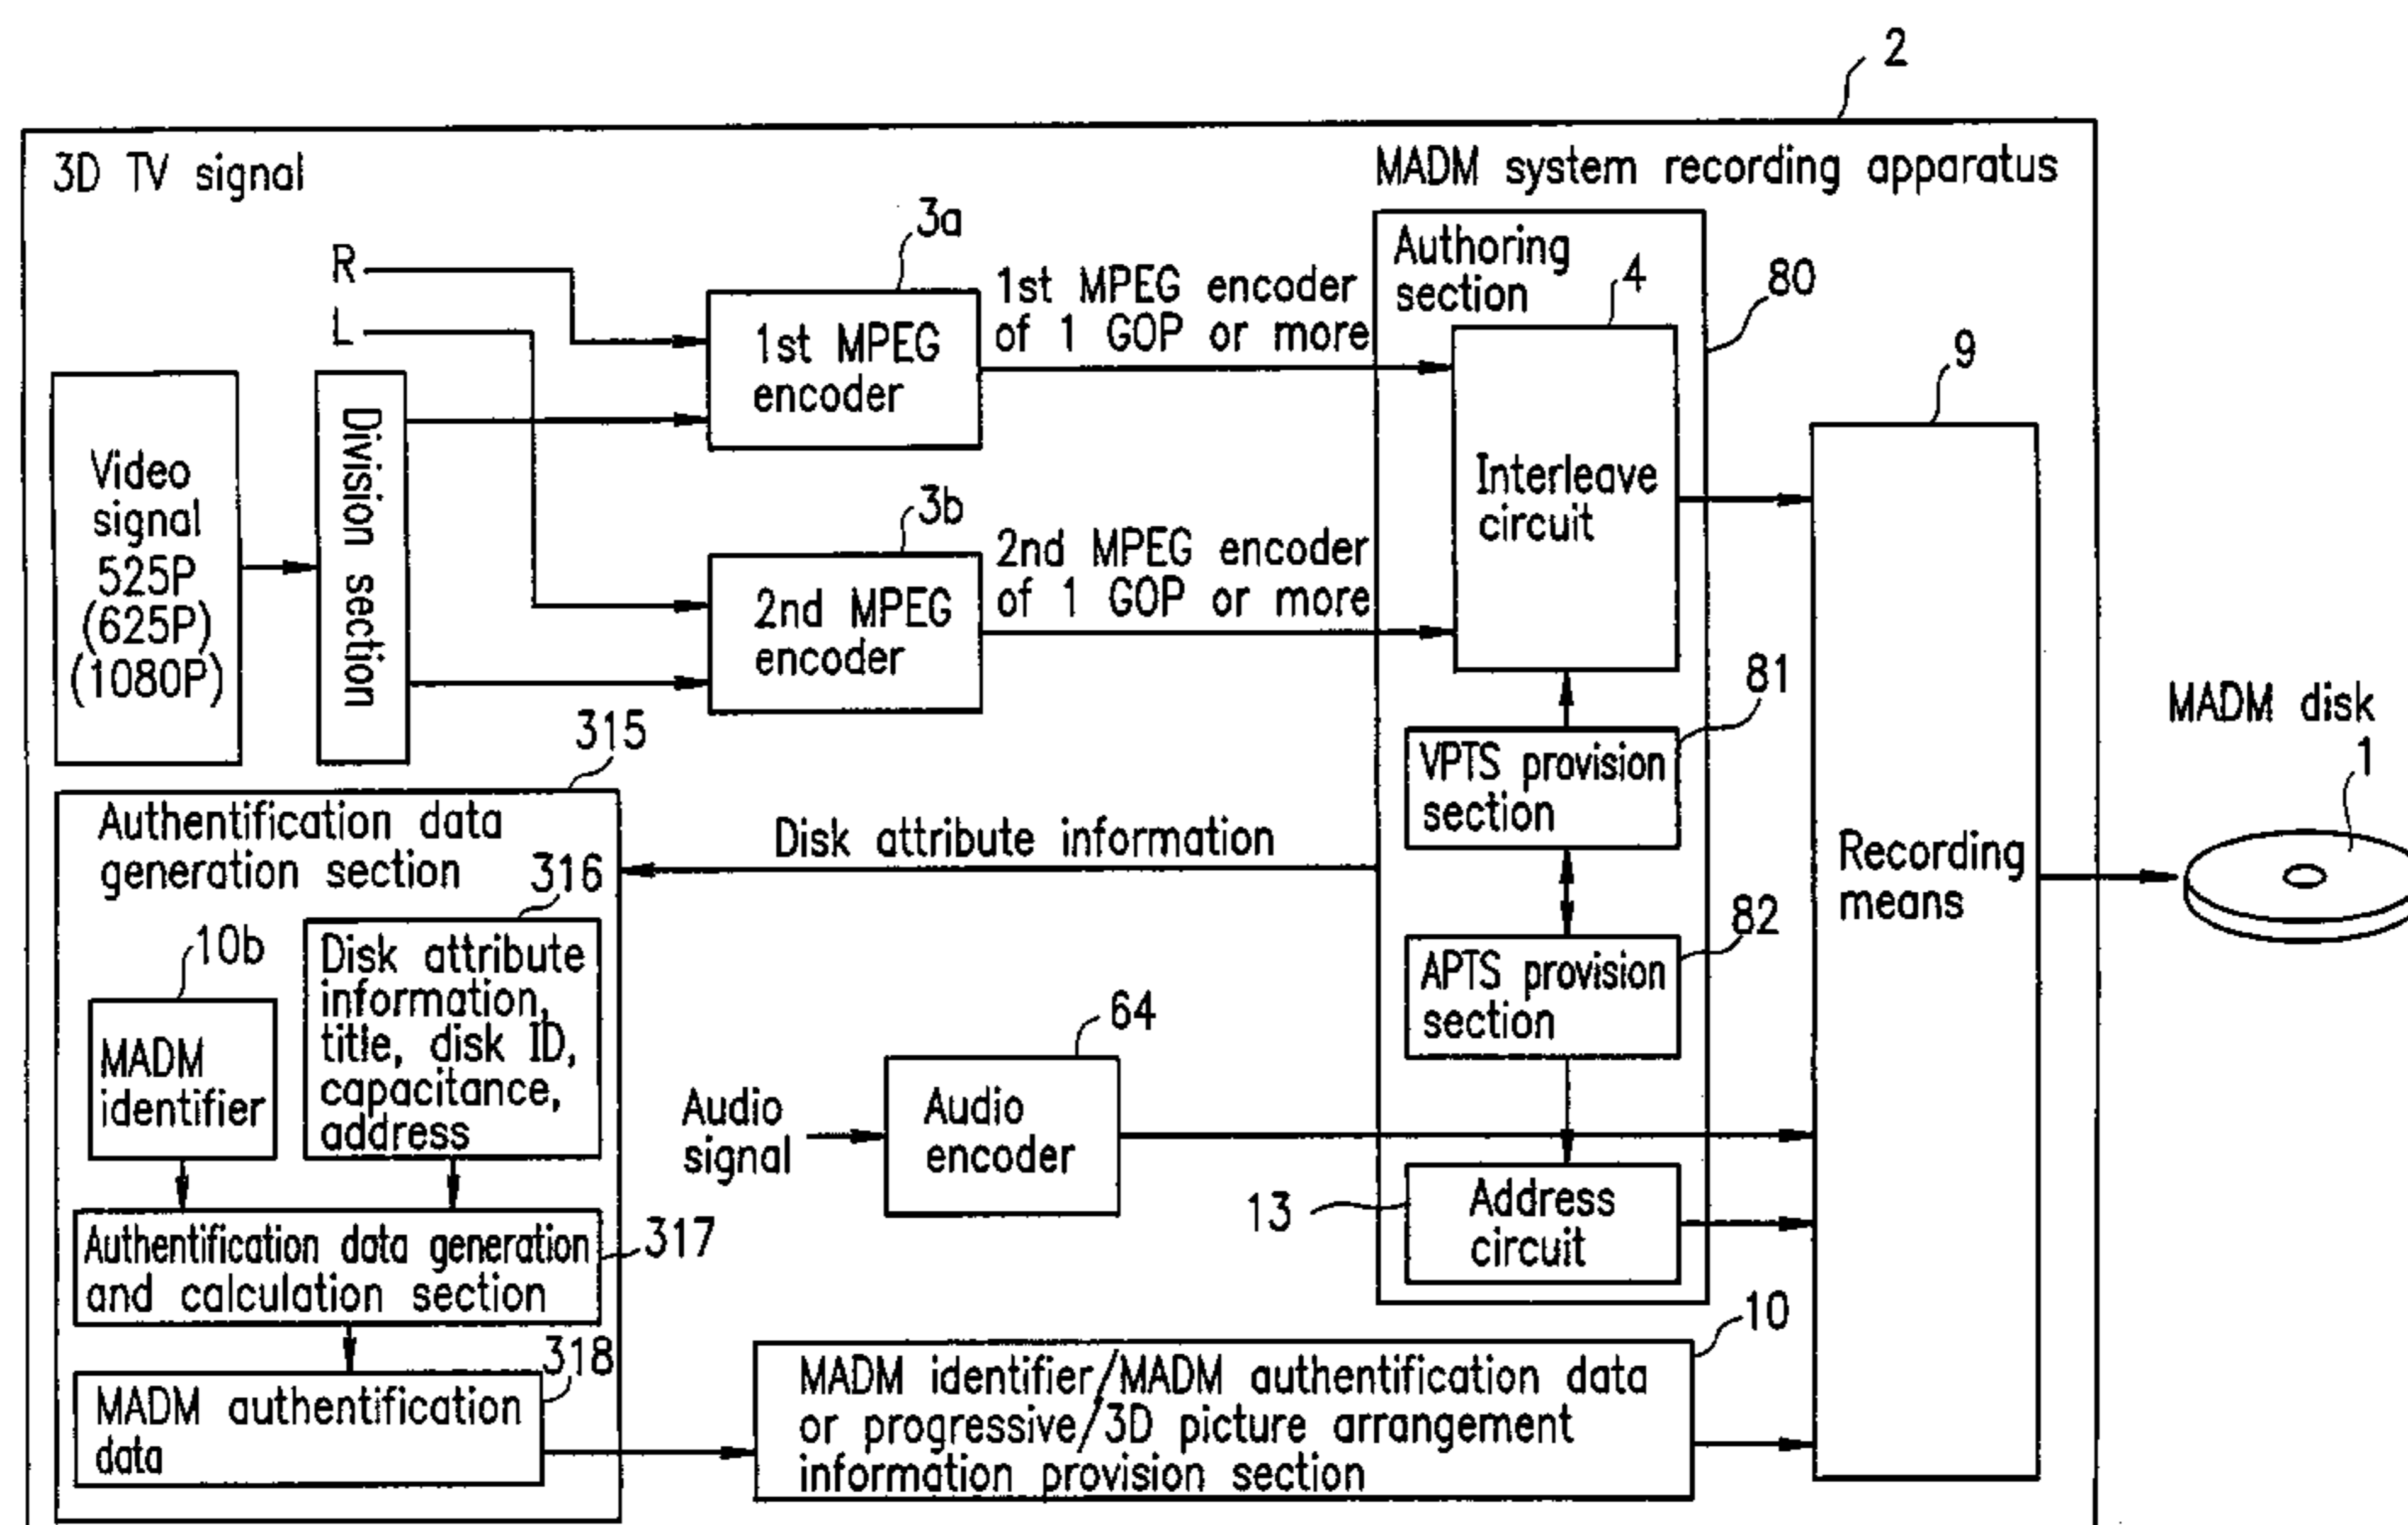 2
3D TV signal
MADM system recording apparatus
R
L
3a
1st MPEG
encoder
1st MPEG encoder
of 1 GOP or more
Authoring
section
4
80
Interleave
circuit
9
Video
signal
525P
(625P)
(1080P)
Division section
3b
2nd MPEG
encoder
2nd MPEG encoder
of 1 GOP or more
81
VPTS provision
section
82
APTS provision
section
Recording
means
MADM disk
1
315
Authentification data
generation section
Disk attribute information
316
10b
Disk attribute
information,
title, disk ID,
capacitance,
address
MADM
identifier
64
Audio
signal
Audio
encoder
13
Address
circuit
Authentification data generation
and calculation section
317
318
MADM authentification
data
10
MADM identifier/MADM authentification data
or progressive/3D picture arrangement
information provision section